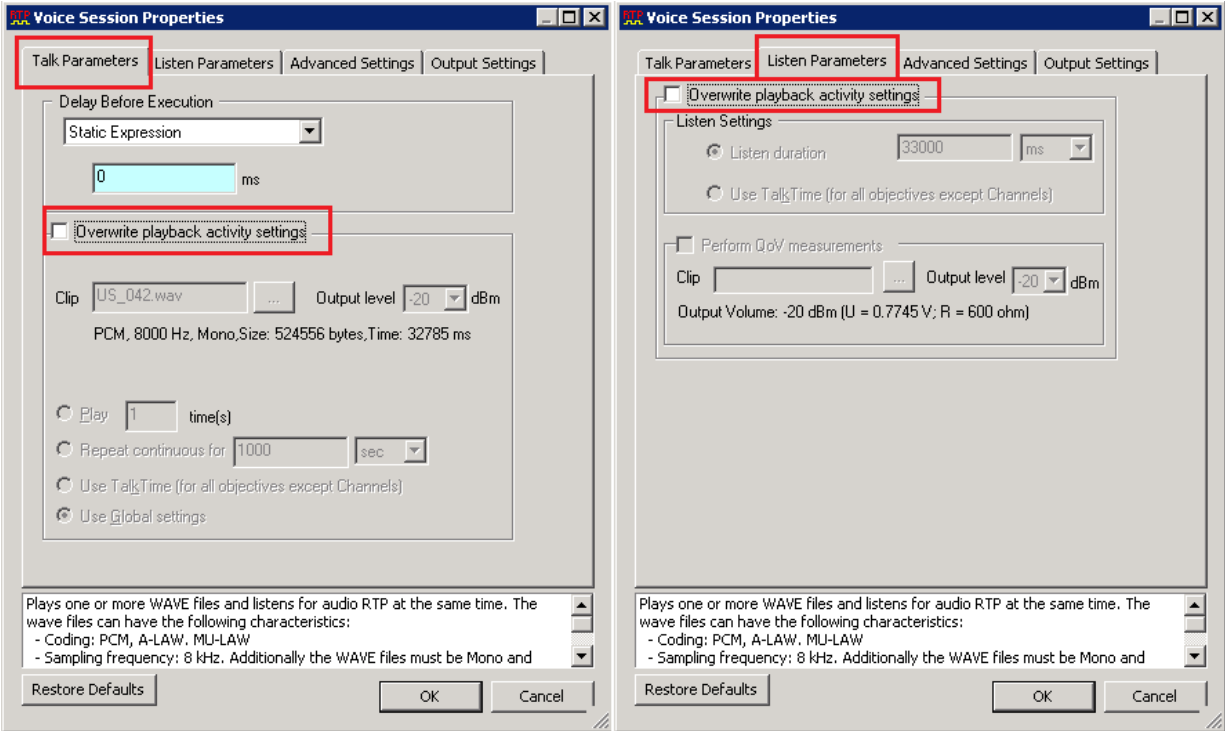 RTP Voice Session Properties
Talk Parameters Listen Parameters Advanced Settings Output Settings
Delay Before Execution
Static Expression
0 ms
Overwrite playback activity settings
Clip US_042.wav ... Output level -20 dBm
PCM, 8000 Hz, Mono,Size: 524556 bytes,Time: 32785 ms
Play 1 time(s)
Repeat continuous for 1000 sec
Use TalkTime (for all objectives except Channels)
Use Global settings
Plays one or more WAVE files and listens for audio RTP at the same time. The
wave files can have the following characteristics:
- Coding: PCM, A-LAW. MU-LAW
- Sampling frequency: 8 kHz. Additionally the WAVE files must be Mono and
Restore Defaults OK Cancel
RTP Voice Session Properties
Talk Parameters Listen Parameters Advanced Settings Output Settings
Overwrite playback activity settings
Listen Settings
Listen duration 33000 ms
Use TalkTime (for all objectives except Channels)
Perform QoV measurements
Clip ... Output level -20 dBm
Output Volume: -20 dBm (U = 0.7745 V; R = 600 ohm)
Plays one or more WAVE files and listens for audio RTP at the same time. The
wave files can have the following characteristics:
- Coding: PCM, A-LAW. MU-LAW
- Sampling frequency: 8 kHz. Additionally the WAVE files must be Mono and
Restore Defaults OK Cancel